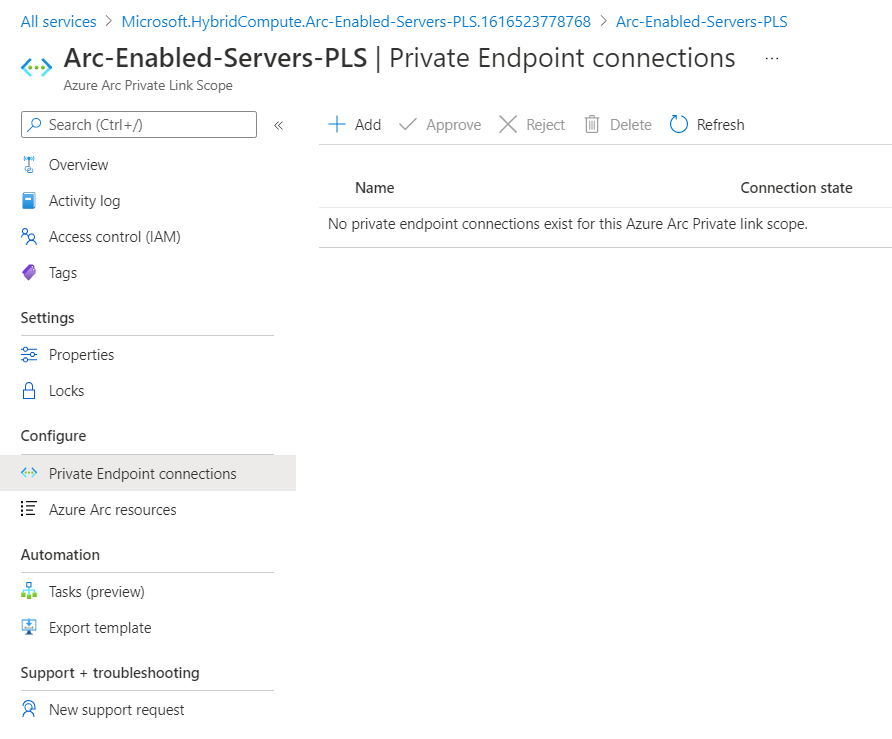 All services > Microsoft.HybridCompute.Arc-Enabled-Servers-PLS.1616523778768 > Arc-Enabled-Servers-PLS
Arc-Enabled-Servers-PLS | Private Endpoint connections ...
Azure Arc Private Link Scope
Search (Ctrl+/) «
Add Approve Reject Delete Refresh
Overview
Activity log
Access control (IAM)
Tags
Settings
Properties
Locks
Configure
Private Endpoint connections
Azure Arc resources
Automation
Tasks (preview)
Export template
Support + troubleshooting
New support request
Name Connection state
No private endpoint connections exist for this Azure Arc Private link scope.